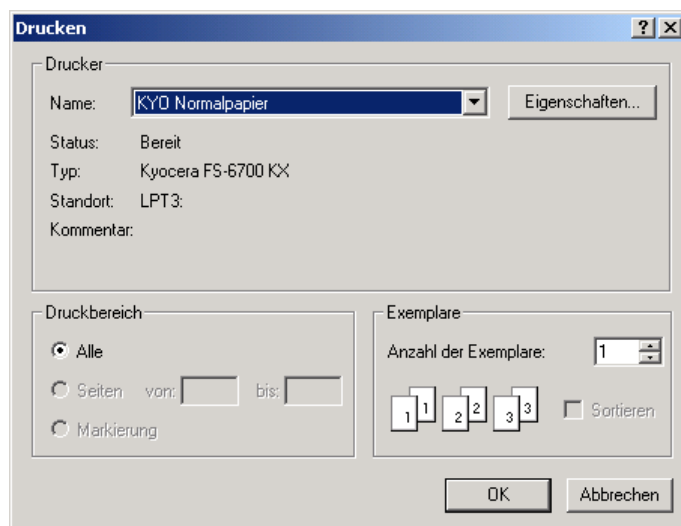 Drucken
Drucker
Name: KYO Normalpapier Eigenschaften...
Status: Bereit
Typ: Kyocera FS-6700 KX
Standort: LPT3:
Kommentar:
Druckbereich
Alle
Seiten von: bis:
Markierung
Exemplare
Anzahl der Exemplare: 1
1 1 2 2 3 3 Sortieren
OK Abbrechen